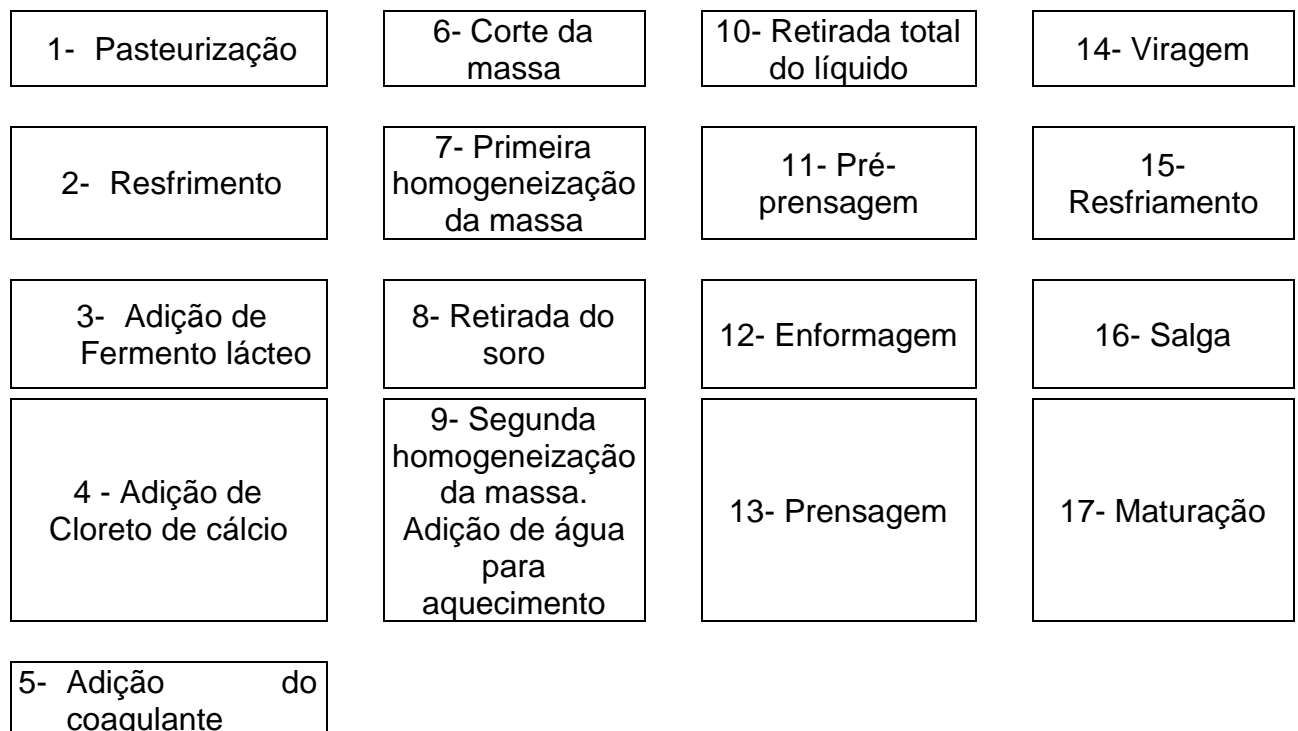 1- Pasteurização
2- Resfrimento
3- Adição de
Fermento lácteo
4 - Adição de
Cloreto de cálcio
5- Adição do
coagulante
6- Corte da
massa
7- Primeira
homogeneização
da massa
8- Retirada do
soro
9- Segunda
homogeneização
da massa.
Adição de água
para
aquecimento
10- Retirada total
do líquido
11- Pré-
prensagem
12- Enformagem
13- Prensagem
14- Viragem
15-
Resfriamento
16- Salga
17- Maturação